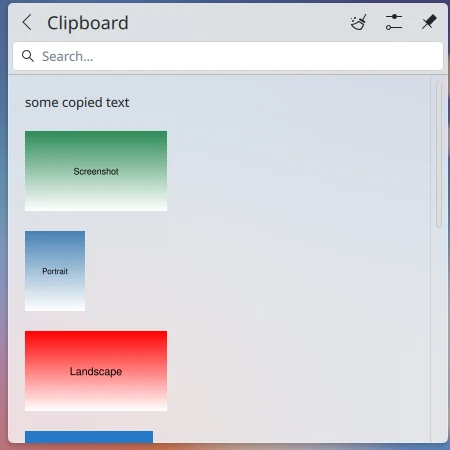 Clipboard
Search...
some copied text
Screenshot
Portrait
Landscape